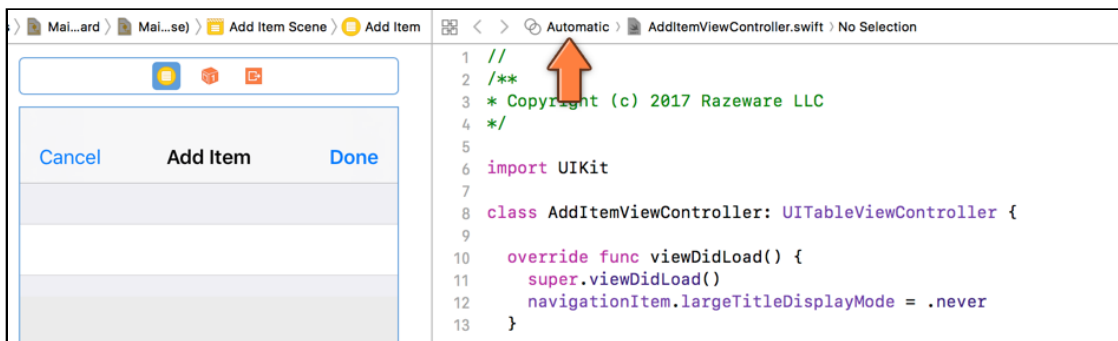 Mai...ard 〉 Mai...se) 〉 Add Item Scene 〉 Add Item
Automatic 〉 AddItemViewController.swift 〉 No Selection
Cancel Add Item Done
1 //
2 /**
3 * Copyright (c) 2017 Razeware LLC
4 */
5
6 import UIKit
7
8 class AddItemViewController: UITableViewController {
9
10 override func viewDidLoad() {
11 super.viewDidLoad()
12 navigationItem.largeTitleDisplayMode = .never
13 }